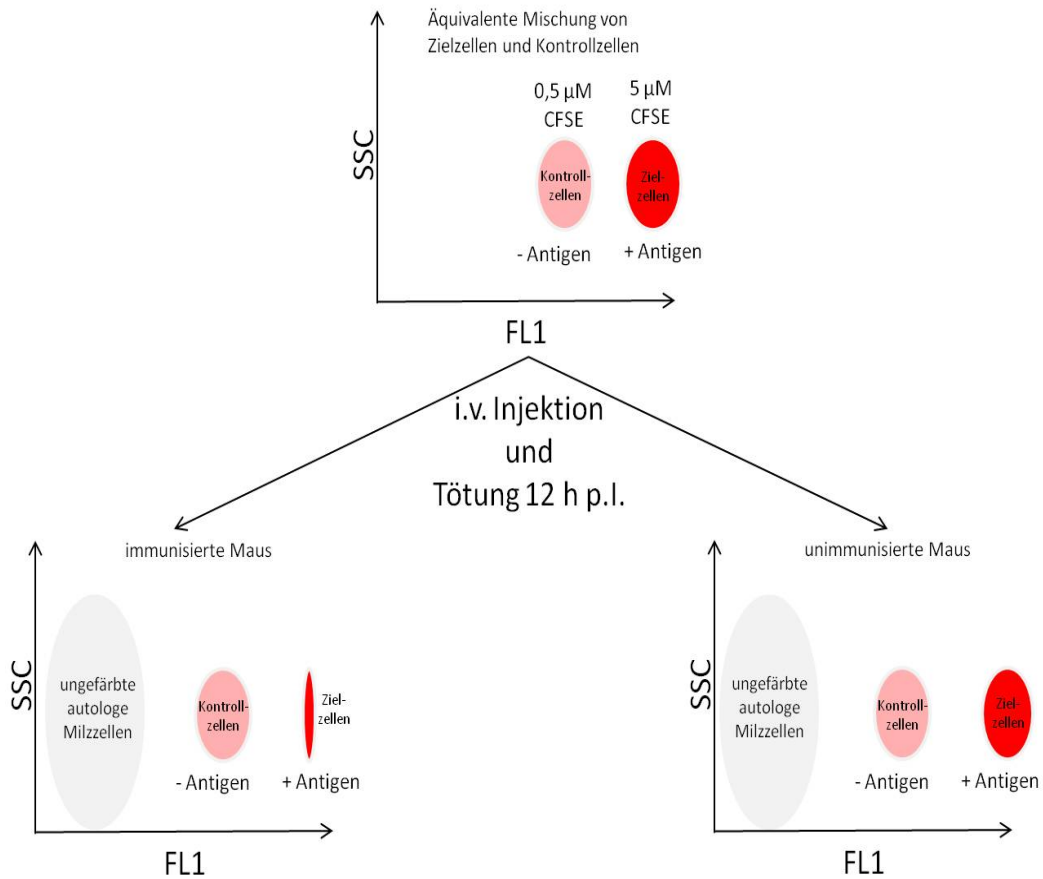 Äquivalente Mischung von
Zielzellen und Kontrollzellen
0,5 µM
CFSE
5 µM
CFSE
SSC
Kontroll-
zellen
Ziel-
zellen
- Antigen
+ Antigen
FL1
i.v. Injektion
und
Tötung 12 h p.I.
immunisierte Maus
SSC
ungefärbte
autologe
Milzzellen
Kontroll-
zellen
Ziel-
zellen
- Antigen
+ Antigen
FL1
unimmunisierte Maus
SSC
ungefärbte
autologe
Milzzellen
Kontroll-
zellen
Ziel-
zellen
- Antigen
+ Antigen
FL1